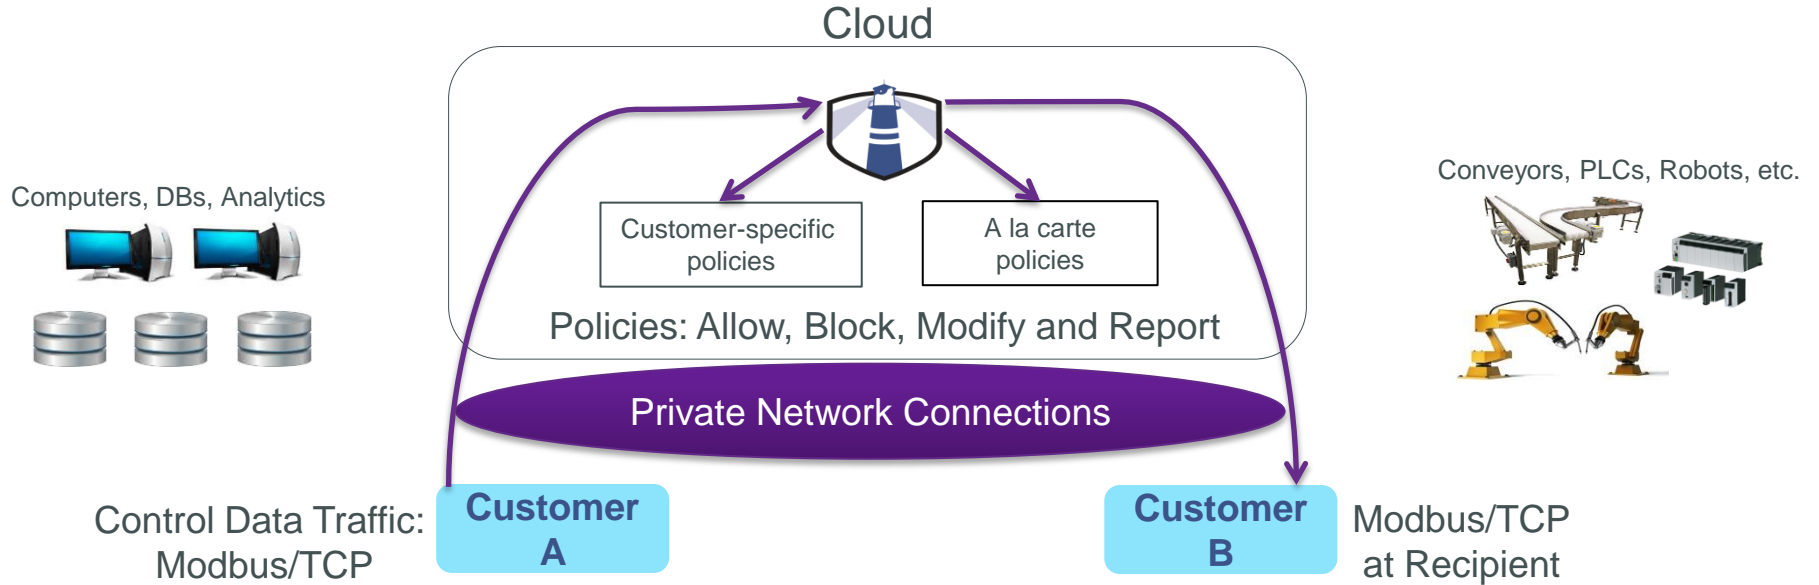 Cloud
Computers, DBs, Analytics
Conveyors, PLCs, Robots, etc.
Customer-specific
policies
A la carte
policies
Policies: Allow, Block, Modify and Report
Private Network Connections
Control Data Traffic:
Modbus/TCP
Customer
A
Customer
B
Modbus/TCP
at Recipient